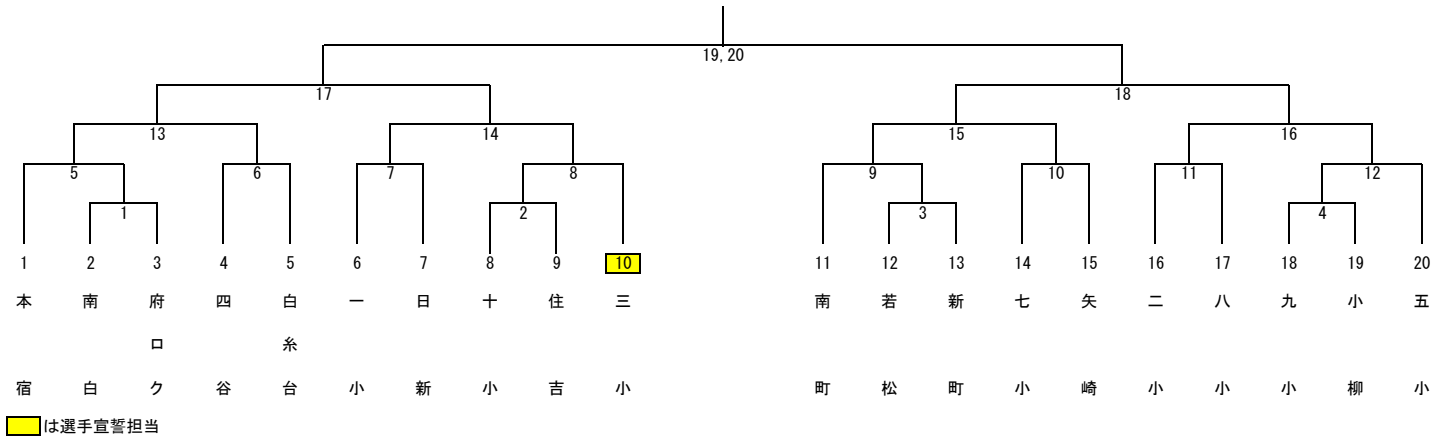 19,20
17 18
13 14 15 16
5 6 7 8 9 10 11 12
1 2 3 4
1 2 3 4 5 6 7 8 9 10 11 12 13 14 15 16 17 18 19 20
本宿 南白 府ロク 四谷 白糸台 一小 日新 十小 住吉 三小 南町 若松 新町 七小 矢崎 二小 八小 九小 小柳 五小
は選手宣誓担当